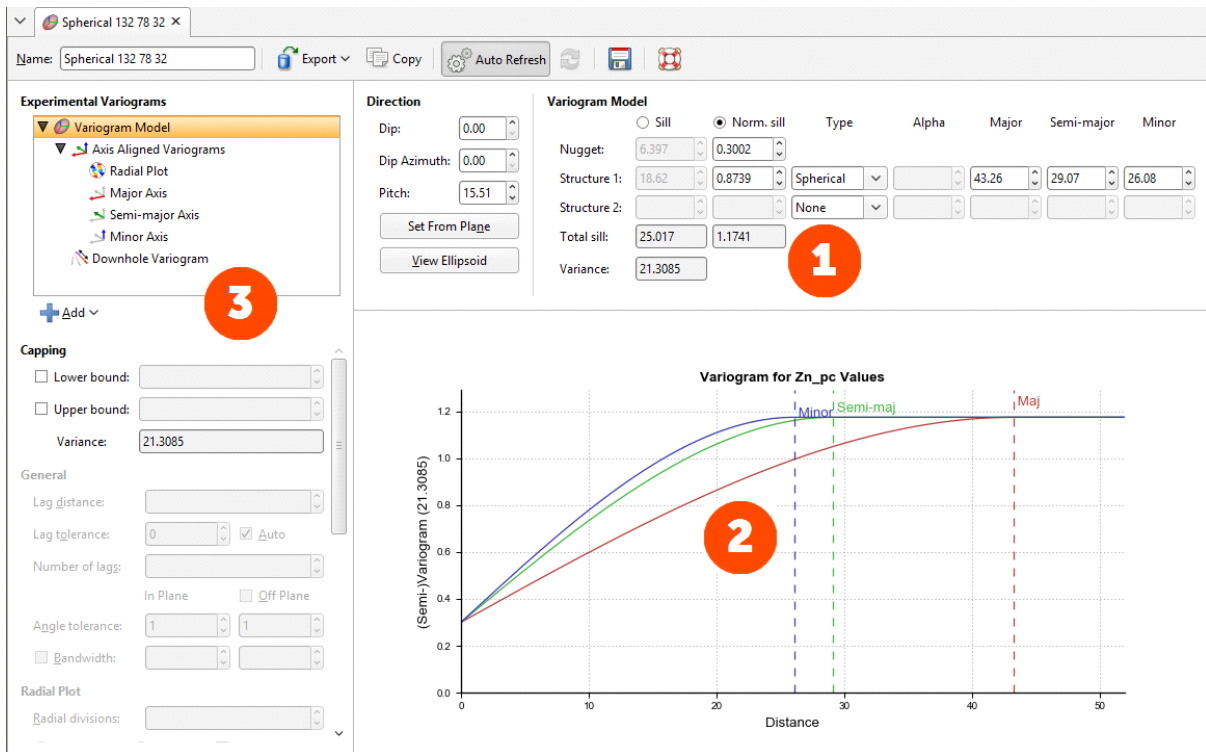 Spherical 132 78 32
Name: Spherical 132 78 32 Export Copy Auto Refresh
Experimental Variograms
Variogram Model
Axis Aligned Variograms
Radial Plot
Major Axis
Semi-major Axis
Minor Axis
Downhole Variogram
3
Add
Capping
Lower bound:
Upper bound:
Variance: 21.3085
General
Lag distance:
Lag tolerance: 0 Auto
Number of lags:
In Plane Off Plane
Angle tolerance: 1 1
Bandwidth:
Radial Plot
Radial divisions:
Direction
Dip: 0.00
Dip Azimuth: 0.00
Pitch: 15.51
Set From Plane
View Ellipsoid
Variogram Model
Sill Norm. sill Type Alpha Major Semi-major Minor
Nugget: 6.397 0.3002
Structure 1: 18.62 0.8739 Spherical 43.26 29.07 26.08
Structure 2: None
Total sill: 25.017 1.1741
Variance: 21.3085
1
Variogram for Zn_pc Values
Minor Semi-maj Maj
(Semi-)Variogram (21.3085)
1.2
1.0
0.8
0.6
0.4
0.2
0.0
2
0 10 20 30 40 50
Distance